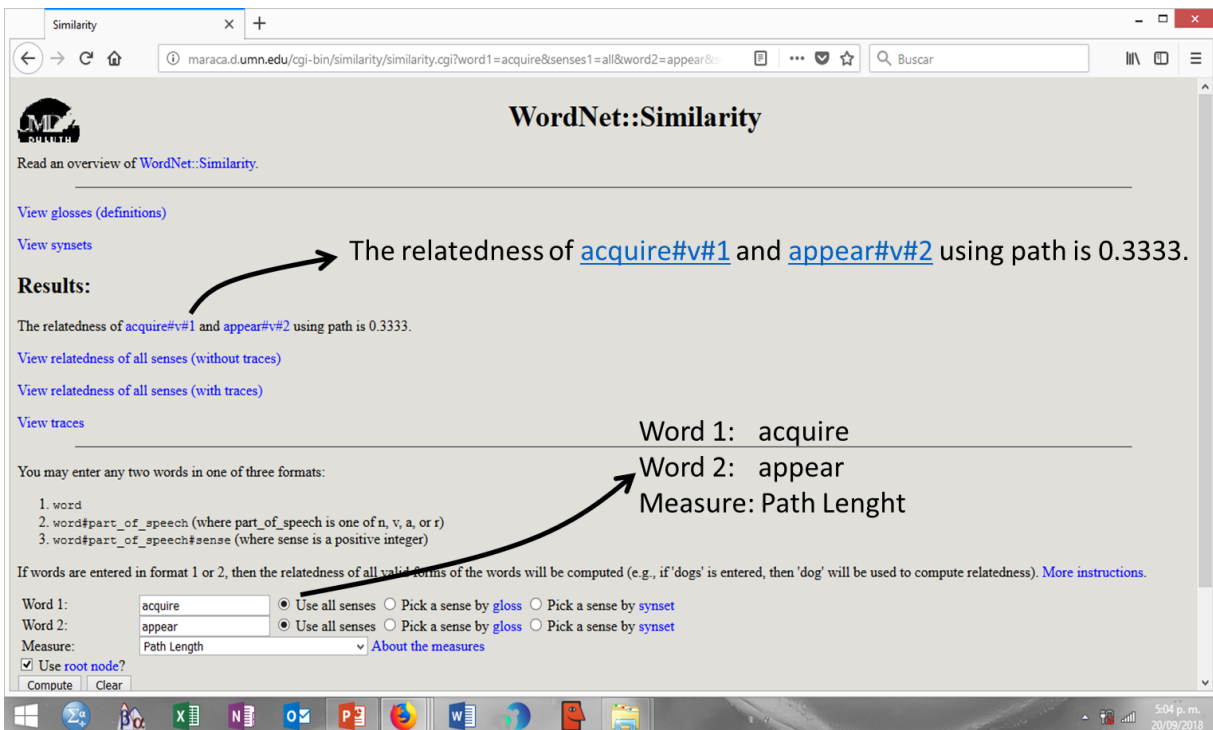 Similarity
maraca.d.umn.edu/cgi-bin/similarity/similarity.cgi?word1=acquire&senses1=all&word2=appear&s
Buscar
UMD
DULUTH
WordNet::Similarity
Read an overview of WordNet::Similarity.
View glosses (definitions)
View synsets
The relatedness of acquire#v#1 and appear#v#2 using path is 0.3333.
Results:
The relatedness of acquire#v#1 and appear#v#2 using path is 0.3333.
View relatedness of all senses (without traces)
View relatedness of all senses (with traces)
View traces
Word 1: acquire
Word 2: appear
Measure: Path Lenght
You may enter any two words in one of three formats:
1. word
2. word#part_of_speech (where part_of_speech is one of n, v, a, or r)
3. word#part_of_speech#sense (where sense is a positive integer)
If words are entered in format 1 or 2, then the relatedness of all valid forms of the words will be computed (e.g., if 'dogs' is entered, then 'dog' will be used to compute relatedness). More instructions.
Word 1: acquire Use all senses Pick a sense by gloss Pick a sense by synset
Word 2: appear Use all senses Pick a sense by gloss Pick a sense by synset
Measure: Path Length About the measures
Use root node?
Compute Clear
5:04 p. m.
20/09/2018